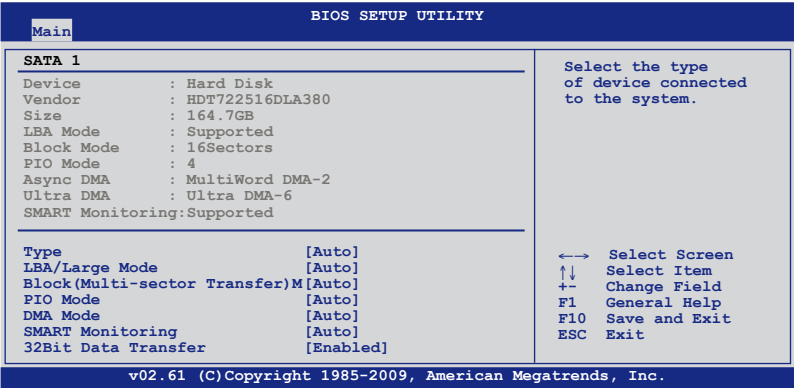 BIOS SETUP UTILITY
Main
SATA 1
Device : Hard Disk
Vendor : HDT722516DLA380
Size : 164.7GB
LBA Mode : Supported
Block Mode : 16Sectors
PIO Mode : 4
Async DMA : MultiWord DMA-2
Ultra DMA : Ultra DMA-6
SMART Monitoring:Supported
Type [Auto]
LBA/Large Mode [Auto]
Block(Multi-sector Transfer)M[Auto]
PIO Mode [Auto]
DMA Mode [Auto]
SMART Monitoring [Auto]
32Bit Data Transfer [Enabled]
Select the type
of device connected
to the system.
←→ Select Screen
↑↓ Select Item
+- Change Field
F1 General Help
F10 Save and Exit
ESC Exit
v02.61 (C)Copyright 1985-2009, American Megatrends, Inc.